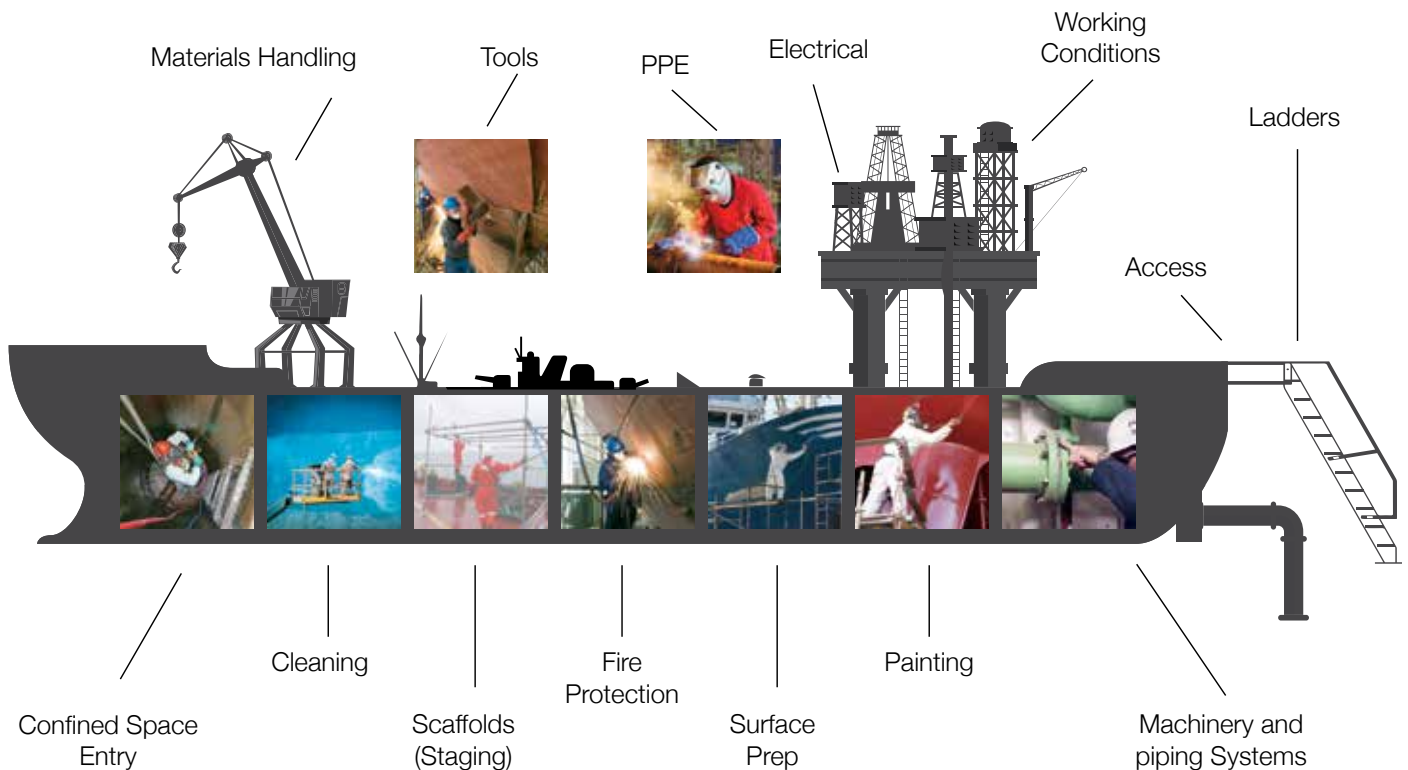 Materials Handling
Tools
PPE
Electrical
Working
Conditions
Ladders
Access
Cleaning
Fire
Protection
Painting
Confined Space
Entry
Scaffolds
(Staging)
Surface
Prep
Machinery and
piping Systems